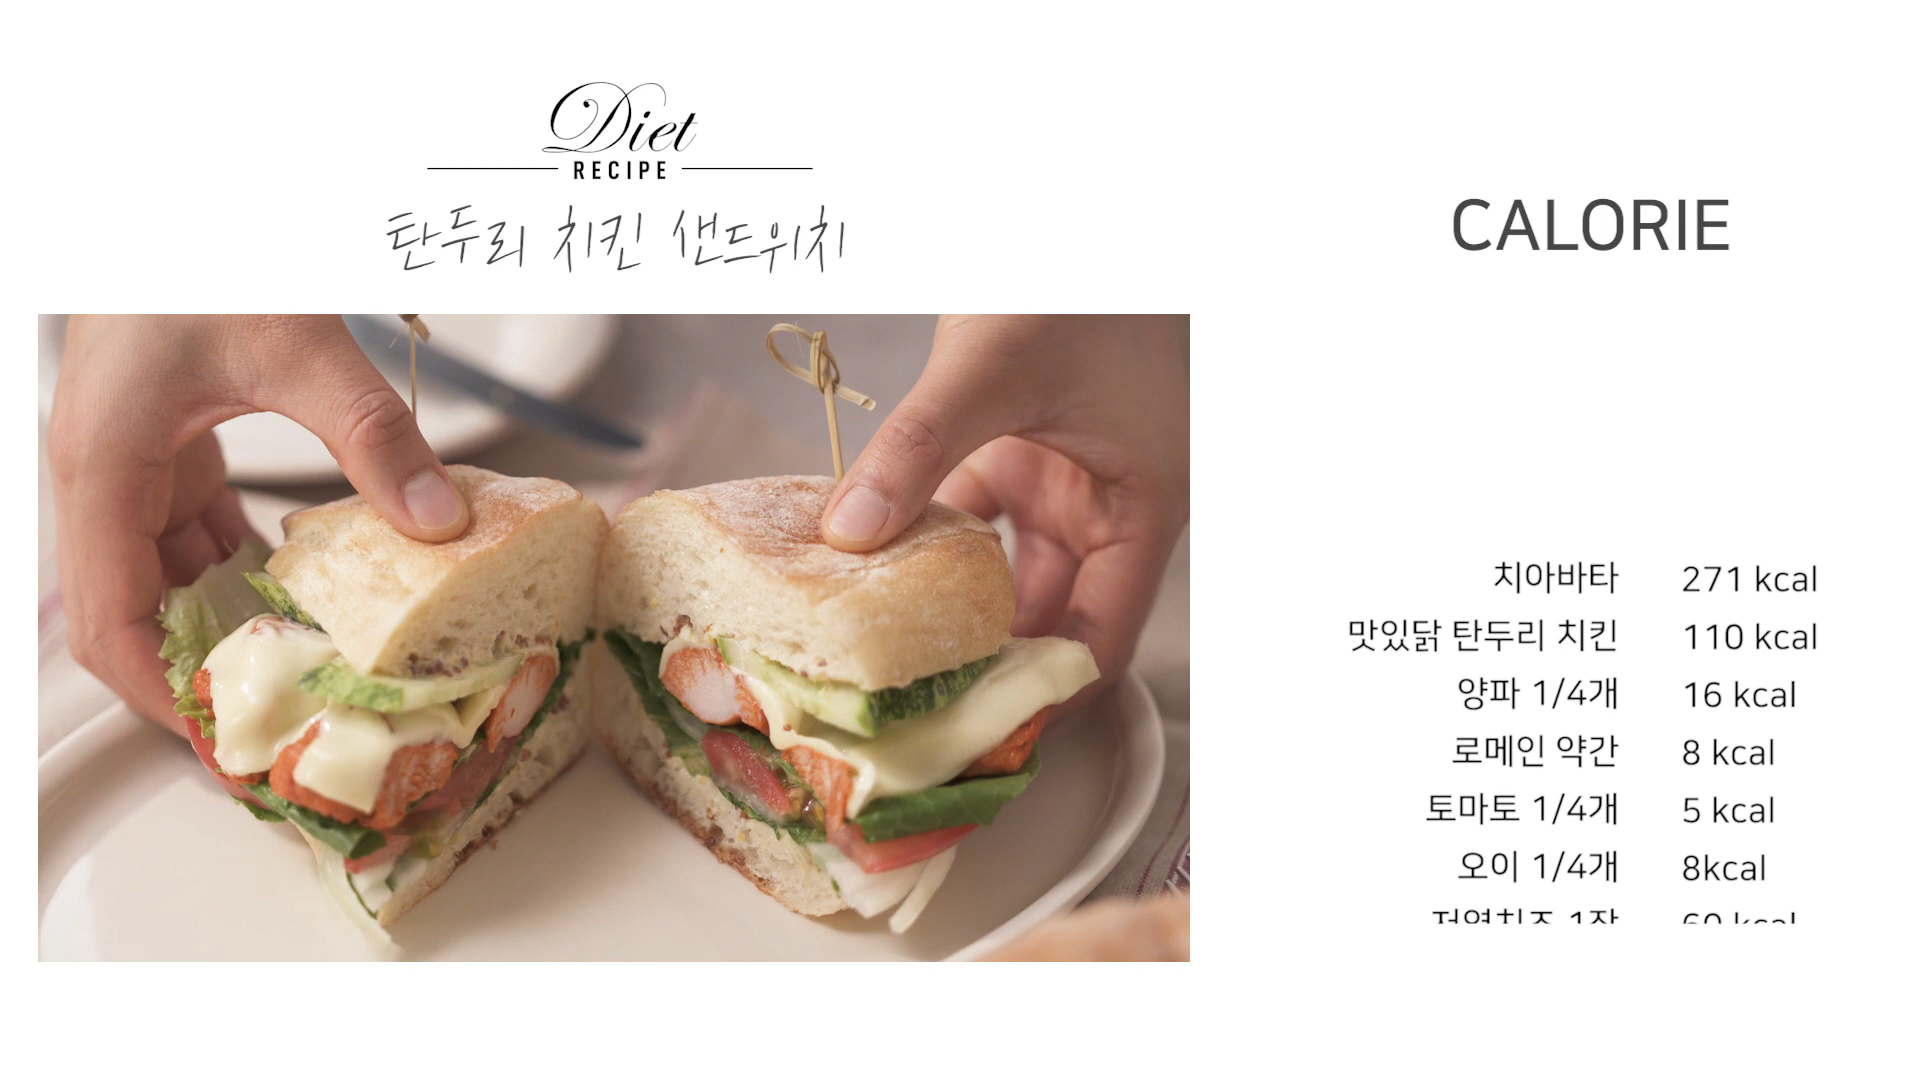 Diet
RECIPE
탄두리 치킨 샌드위치
CALORIE
치아바타 271 kcal
맛있닭 탄두리 치킨 110 kcal
양파 1/4개 16 kcal
로메인 약간 8 kcal
토마토 1/4개 5 kcal
오이 1/4개 8kcal